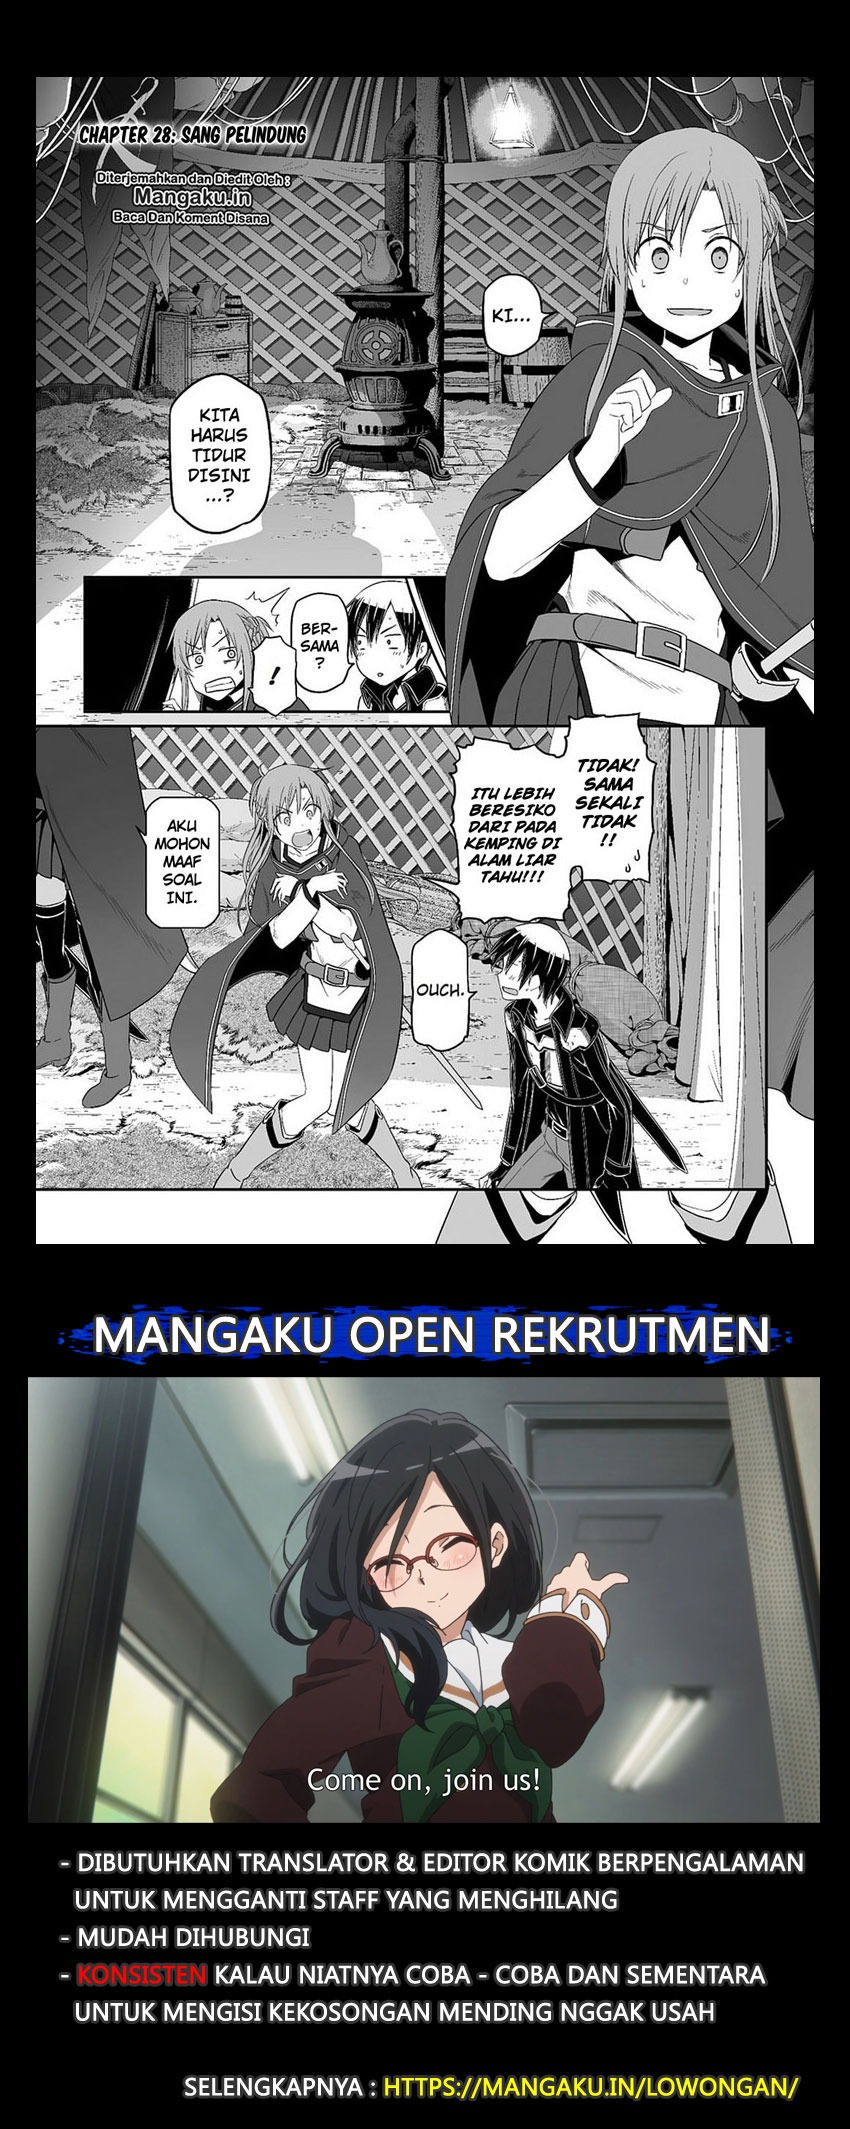 CHAPTER 28: SANG PELINDUNG
Diterjemahkan dan Diedit Oleh :
Mangaku.in
Baca Dan Koment Disana
KI...
KITA
HARUS
TIDUR
DISINI
...?
BER-
SAMA
?
!
TIDAK!
SAMA
SEKALI
TIDAK
!!
ITU LEBIH
BERESIKO
DARI PADA
KEMPING DI
ALAM LIAR
TAHU!!!
AKU
MOHON
MAAF
SOAL
INI.
OUCH.
MANGAKU OPEN REKRUTMEN
Come on, join us!
- DIBUTUHKAN TRANSLATOR & EDITOR KOMIK BERPENGALAMAN
UNTUK MENGGANTI STAFF YANG MENGHILANG
- MUDAH DIHUBUNGI
- KONSISTEN KALAU NIATNYA COBA - COBA DAN SEMENTARA
UNTUK MENGISI KEKOSONGAN MENDING NGGAK USAH
SELENGKAPNYA : HTTPS://MANGAKU.IN/LOWONGAN/